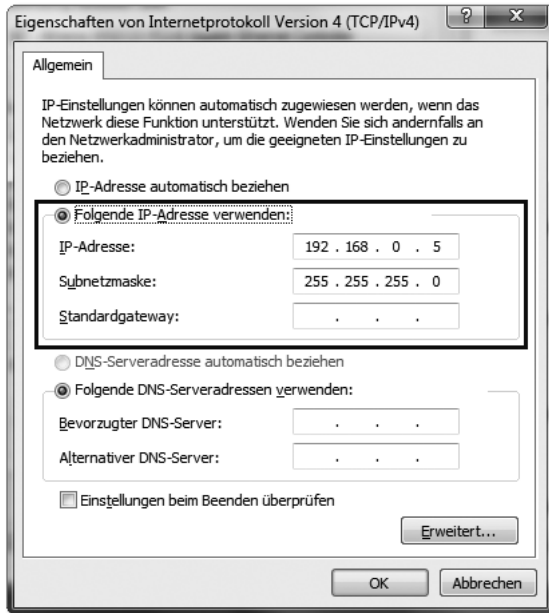 Eigenschaften von Internetprotokoll Version 4 (TCP/IPv4)
Allgemein
IP-Einstellungen können automatisch zugewiesen werden, wenn das
Netzwerk diese Funktion unterstützt. Wenden Sie sich andernfalls an
den Netzwerkadministrator, um die geeigneten IP-Einstellungen zu
beziehen.
IP-Adresse automatisch beziehen
Folgende IP-Adresse verwenden:
IP-Adresse: 192 . 168 . 0 . 5
Subnetzmaske: 255 . 255 . 255 . 0
Standardgateway: . . .
DNS-Serveradresse automatisch beziehen
Folgende DNS-Serveradressen verwenden:
Bevorzugter DNS-Server: . . .
Alternativer DNS-Server: . . .
Einstellungen beim Beenden überprüfen
Erweitert...
OK Abbrechen